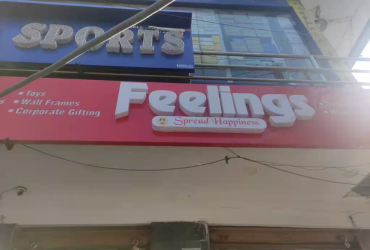 SPORTS
• Toys
• Wall Frames
• Corporate Gifting
Feelings
Spread Happiness